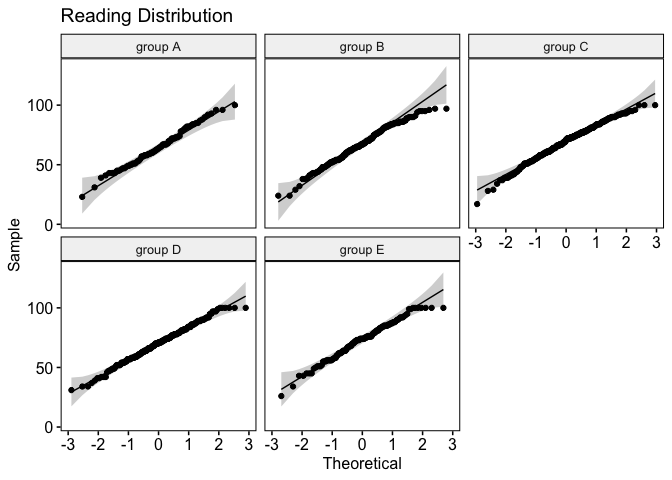 Reading Distribution
group A
group B
group C
100
50
0
-3 -2 -1 0 1 2 3
Sample
group D
group E
100
50
0
-3 -2 -1 0 1 2 3
-3 -2 -1 0 1 2 3
Theoretical